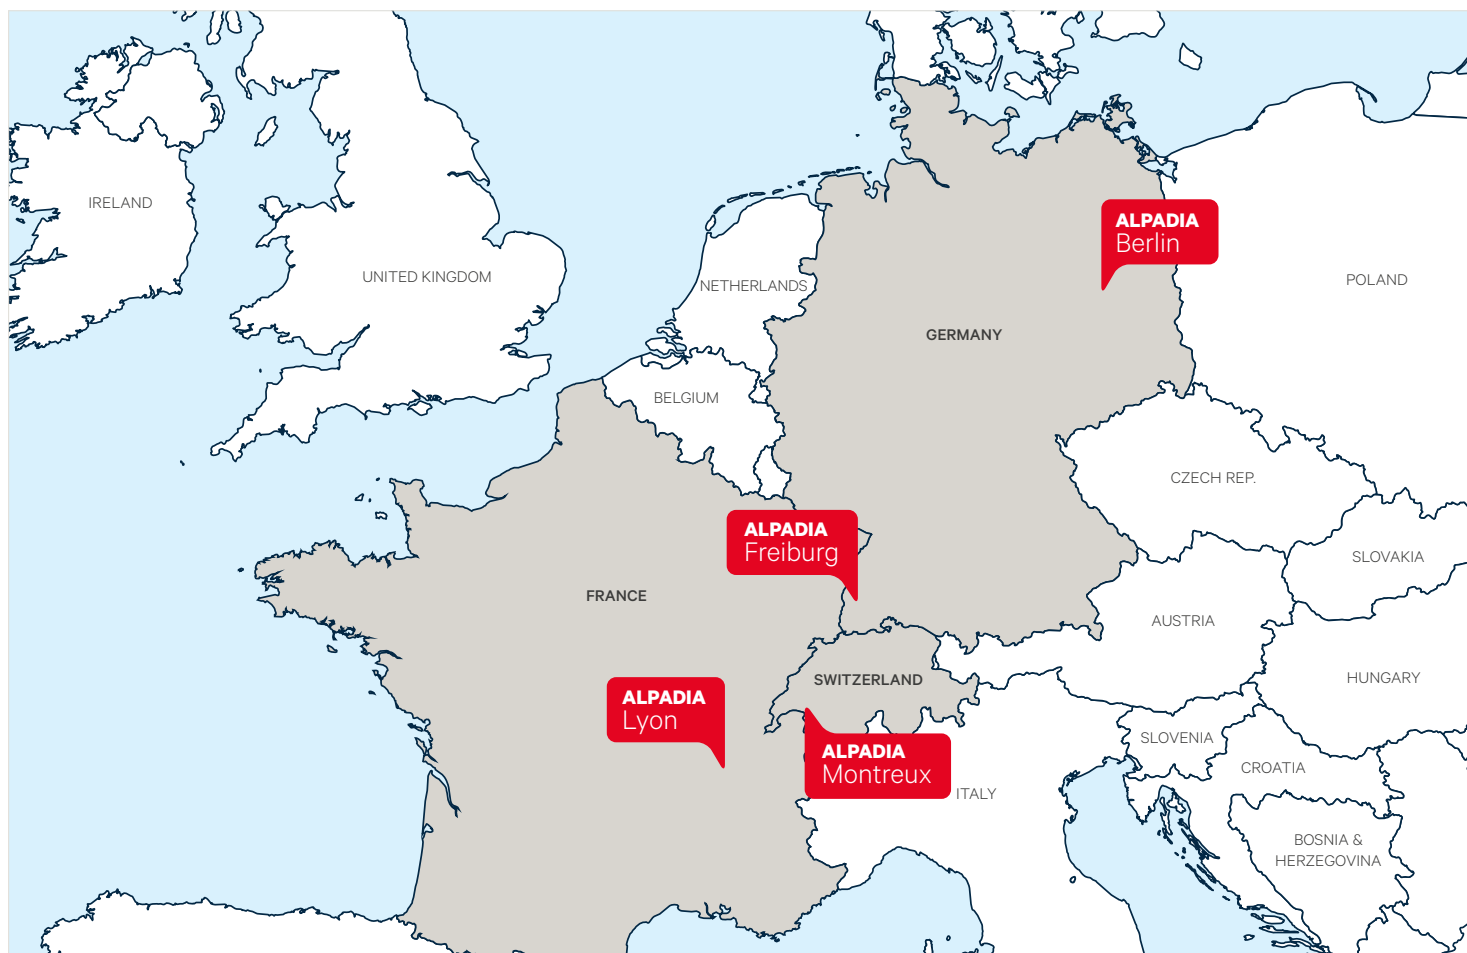 IRELAND
UNITED KINGDOM
NETHERLANDS
BELGIUM
ALPADIA
Berlin
POLAND
GERMANY
CZECH REP.
SLOVAKIA
ALPADIA
Freiburg
FRANCE
AUSTRIA
SWITZERLAND
HUNGARY
ALPADIA
Lyon
ALPADIA
Montreux
ITALY
SLOVENIA
CROATIA
BOSNIA &
HERZEGOVINA